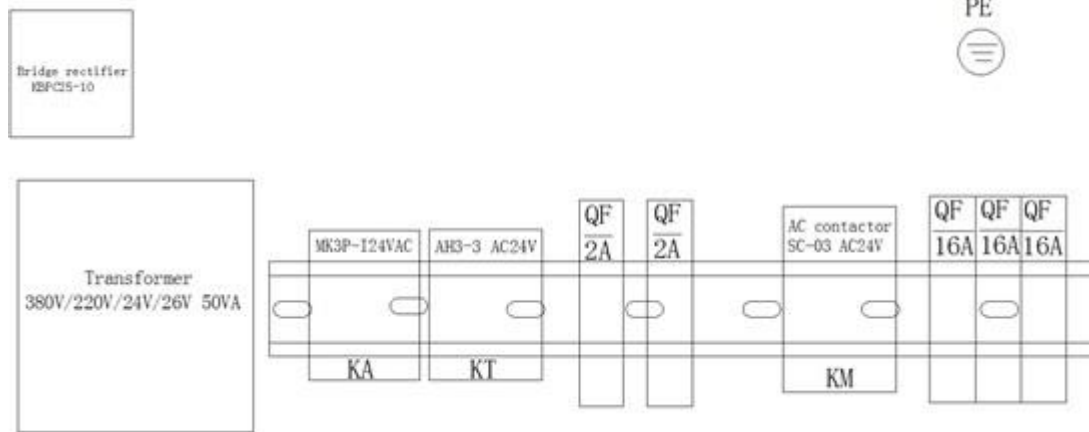 PE
Bridge rectifier
KBPC25-10
Transformer
380V/220V/24V/26V 50VA
MK3P-I24VAC
KA
AH3-3 AC24V
KT
QF
2A
QF
2A
AC contactor
SC-03 AC24V
KM
QF QF QF
16A 16A 16A